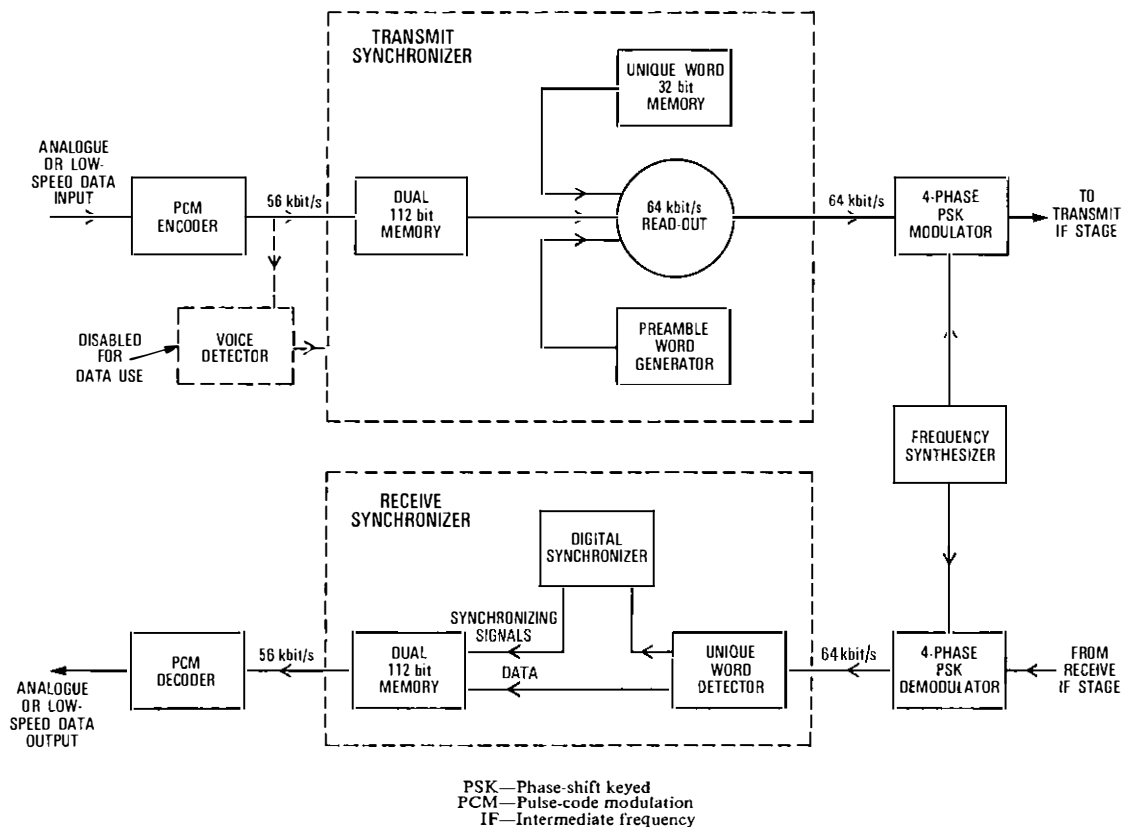 TRANSMIT
SYNCHRONIZER
UNIQUE WORD
32 bit
MEMORY
ANALOGUE
OR LOW-
SPEED DATA
INPUT
PCM
ENCODER
56 kbit/s
DUAL
112 bit
MEMORY
64 kbit/s
READ-OUT
64 kbit/s
4-PHASE
PSK
MODULATOR
TO
TRANSMIT
IF STAGE
DISABLED
FOR
DATA USE
VOICE
DETECTOR
PREAMBLE
WORD
GENERATOR
FREQUENCY
SYNTHESIZER
RECEIVE
SYNCHRONIZER
DIGITAL
SYNCHRONIZER
ANALOGUE
OR LOW-
SPEED DATA
OUTPUT
PCM
DECODER
56 kbit/s
DUAL
112 bit
MEMORY
SYNCHRONIZING
SIGNALS
DATA
UNIQUE
WORD
DETECTOR
64 kbit/s
4-PHASE
PSK
DEMODULATOR
FROM
RECEIVE
IF STAGE
PSK—Phase-shift keyed
PCM—Pulse-code modulation
IF—Intermediate frequency